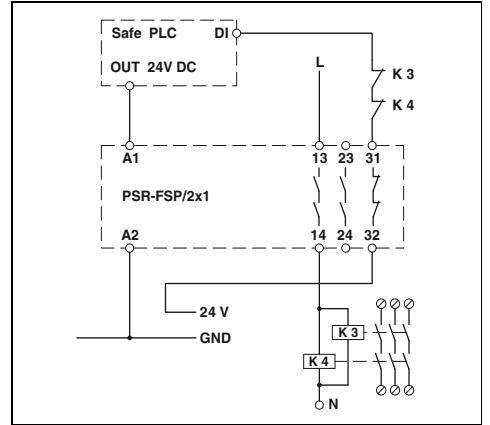 Safe PLC DI
OUT 24V DC
L
K 3
K 4
A1 13 23 31
PSR-FSP/2x1
A2 14 24 32
24 V
GND
K 3
K 4
N